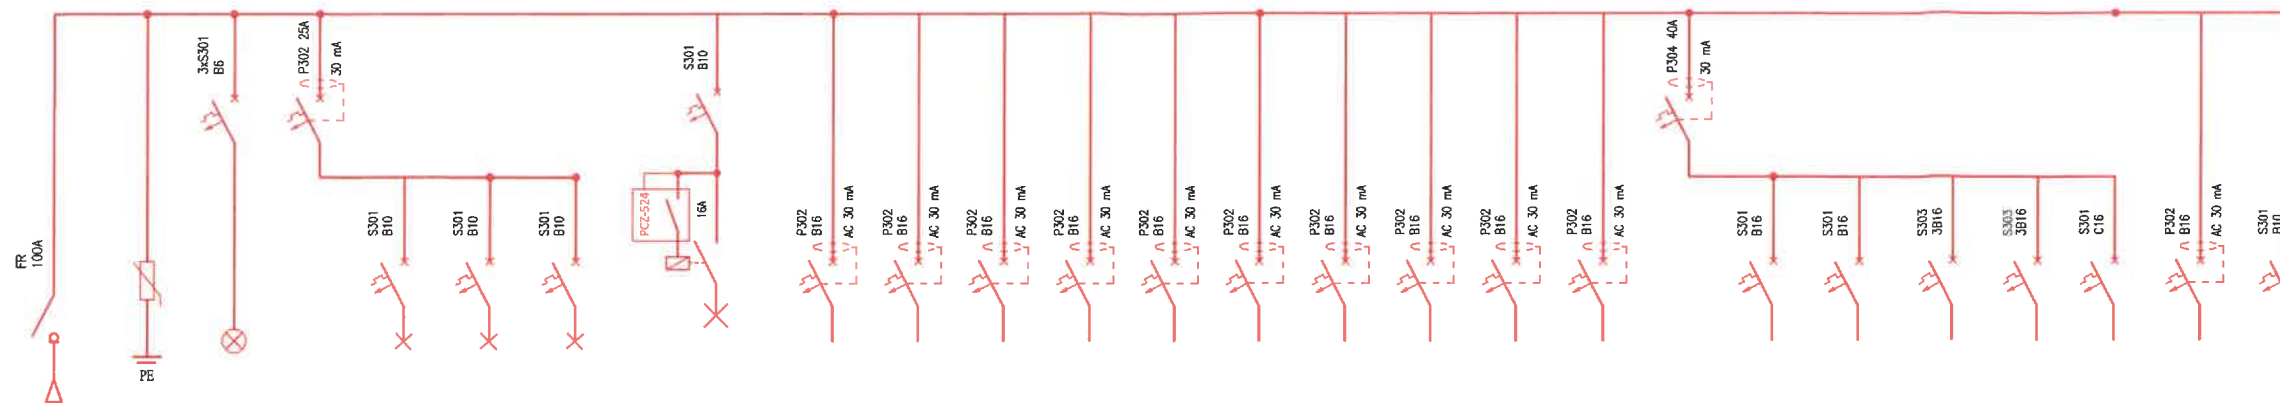 FR
100A
PE
3xS301
B6
P302 25A
30 mA
S301
B10
S301
B10
S301
B10
S301
B10
PCZ-524
16A
P302
B16
AC 30 mA
P302
B16
AC 30 mA
P302
B16
AC 30 mA
P302
B16
AC 30 mA
P302
B16
AC 30 mA
P302
B16
AC 30 mA
P302
B16
AC 30 mA
P302
B16
AC 30 mA
P302
B16
AC 30 mA
P302
B16
AC 30 mA
P304 40A
30 mA
S301
B16
S301
B16
S303
3B16
S303
3B16
S301
C16
P302
B16
AC 30 mA
S301
B10